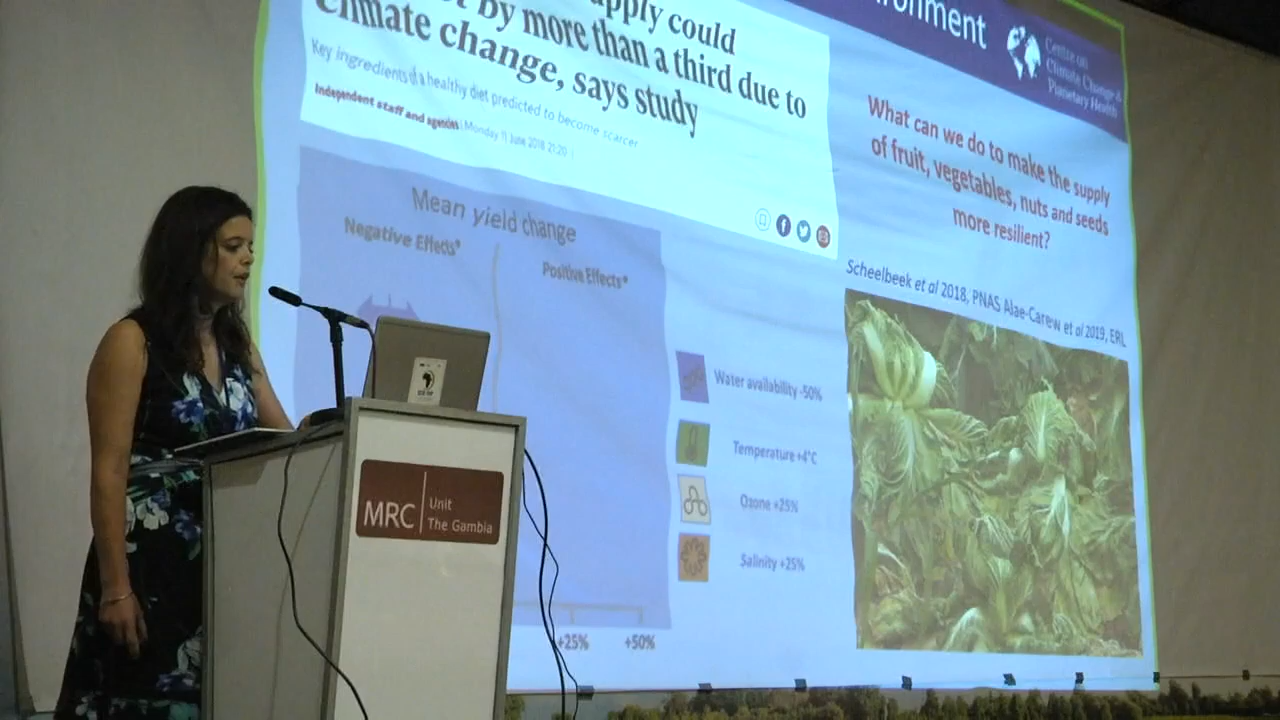 supply could
by more than a third due to
climate change, says study
Key ingredients of a healthy diet predicted to become scarcer
Independent staff and agencies | Monday 11 June 2018 21:20 |
Mean yield change
Negative Effects*
Positive Effects*
Water availability -50%
Temperature +4°C
Ozone +25%
Salinity +25%
+25%
+50%
Centre on
Climate Change &
Planetary Health
What can we do to make the supply
of fruit, vegetables, nuts and seeds
more resilient?
Scheelbeek et al 2018, PNAS Alae-Carew et al 2019, ERL
MRC
Unit
The Gambia